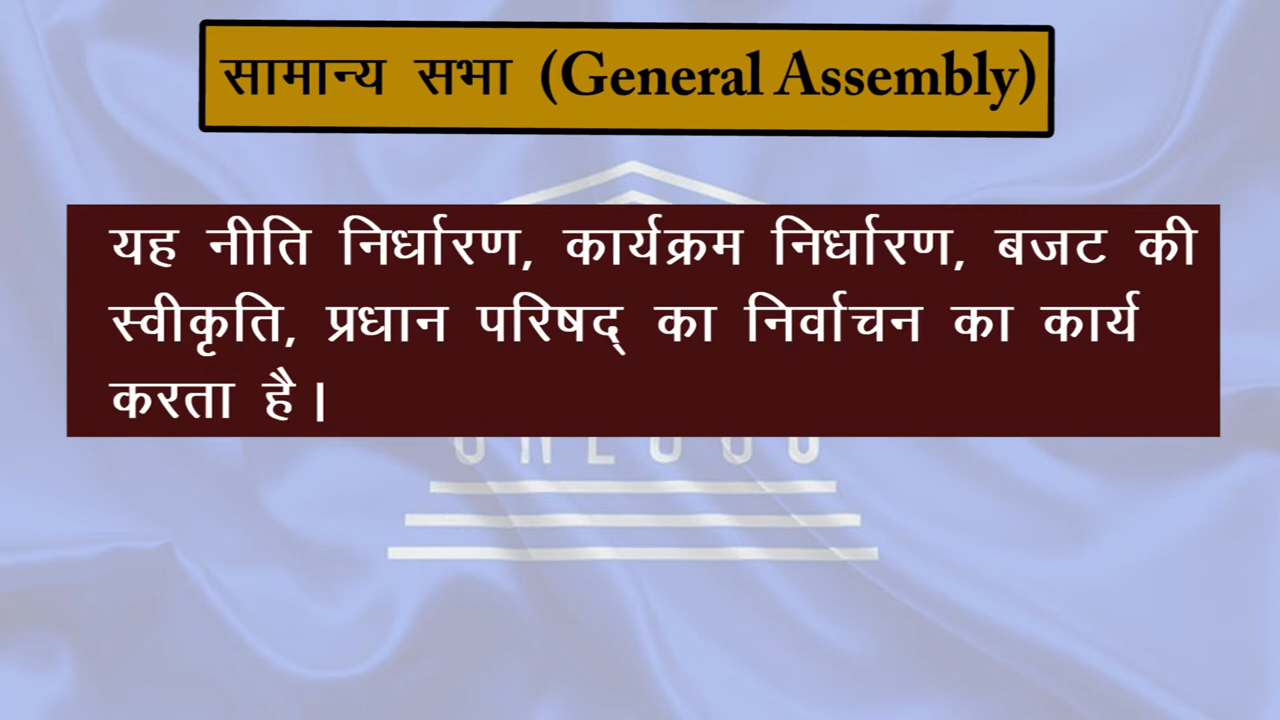 सामान्य सभा (General Assembly)
यह नीति निर्धारण, कार्यक्रम निर्धारण, बजट की
स्वीकृति, प्रधान परिषद् का निर्वाचन का कार्य
करता है।